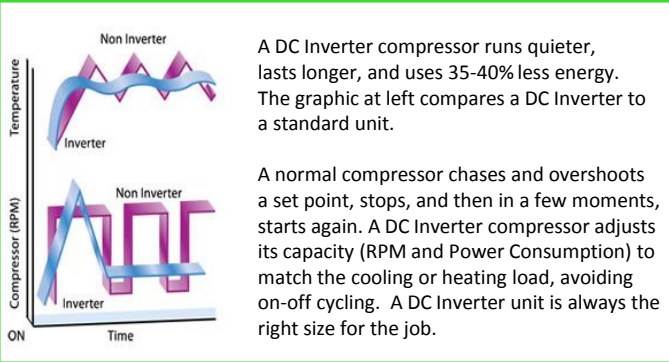 Non Inverter
Temperature
Inverter
Non Inverter
Compressor (RPM)
Inverter
ON
Time
A DC Inverter compressor runs quieter,
lasts longer, and uses 35-40% less energy.
The graphic at left compares a DC Inverter to
a standard unit.
A normal compressor chases and overshoots
a set point, stops, and then in a few moments,
starts again. A DC Inverter compressor adjusts
its capacity (RPM and Power Consumption) to
match the cooling or heating load, avoiding
on-off cycling. A DC Inverter unit is always the
right size for the job.